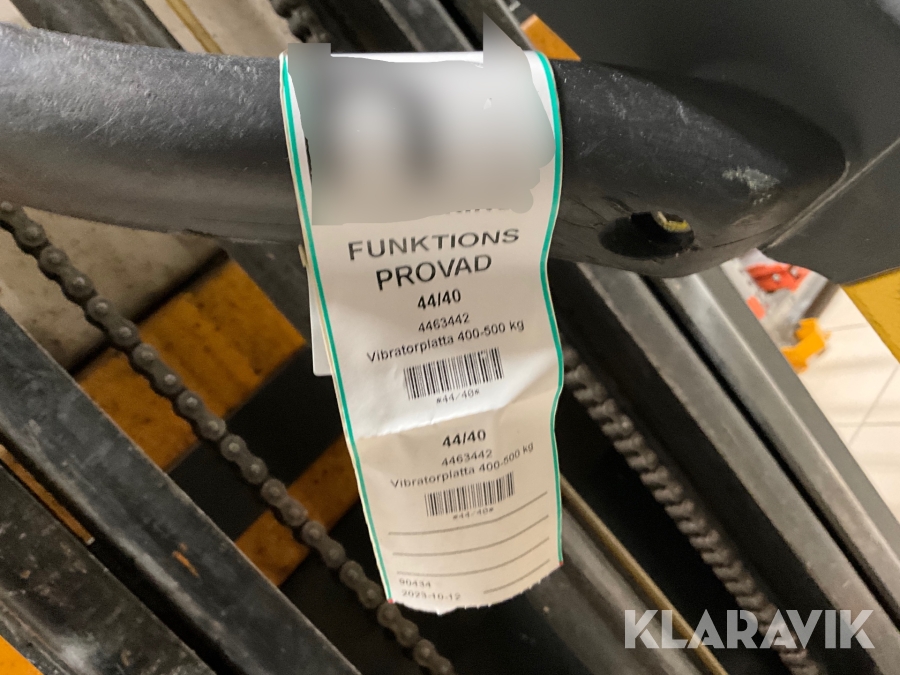 FUNKTIONS
PROVAD
44/40
4463442
Vibratorplatta 400-500 kg
*44/40*
44/40
4463442
Vibratorplatta 400-500 kg
*44/40*
90434
2023-10-12
KLARAVIK